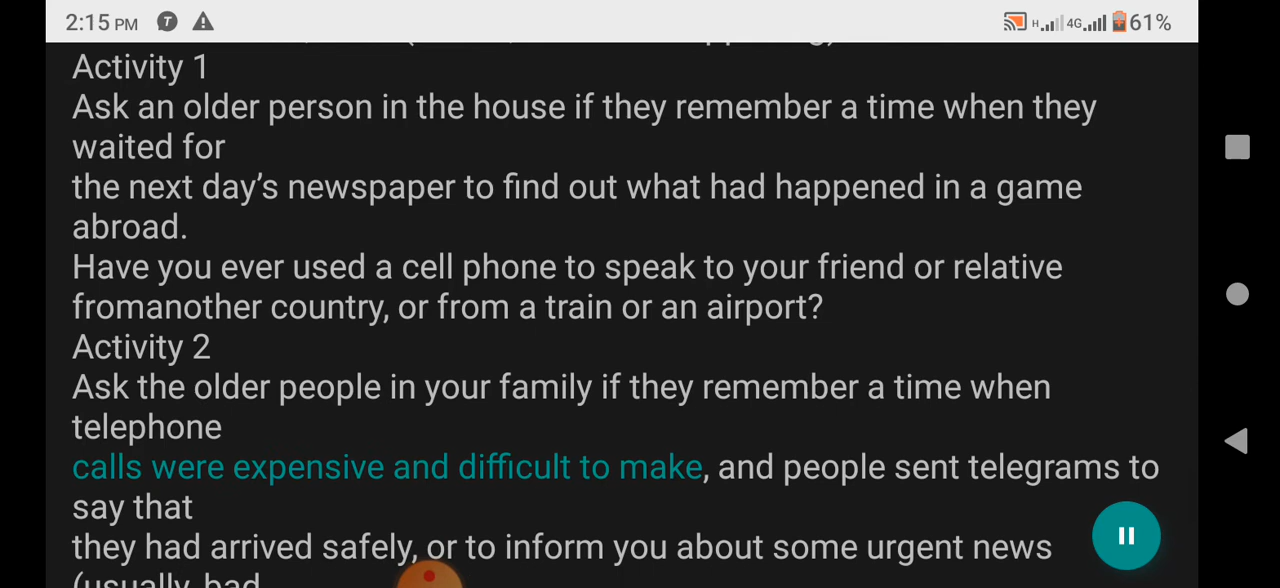 2:15 PM
H 4G 61%
Activity 1
Ask an older person in the house if they remember a time when they
waited for
the next day’s newspaper to find out what had happened in a game
abroad.
Have you ever used a cell phone to speak to your friend or relative
fromanother country, or from a train or an airport?
Activity 2
Ask the older people in your family if they remember a time when
telephone
calls were expensive and difficult to make, and people sent telegrams to
say that
they had arrived safely, or to inform you about some urgent news
(usually, bad